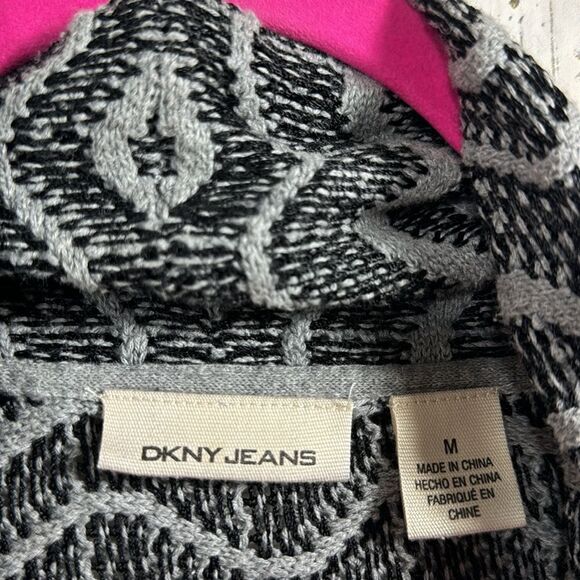 DKNY JEANS
M
MADE IN CHINA
HECHO EN CHINA
FABRIQUÉ EN
CHINE